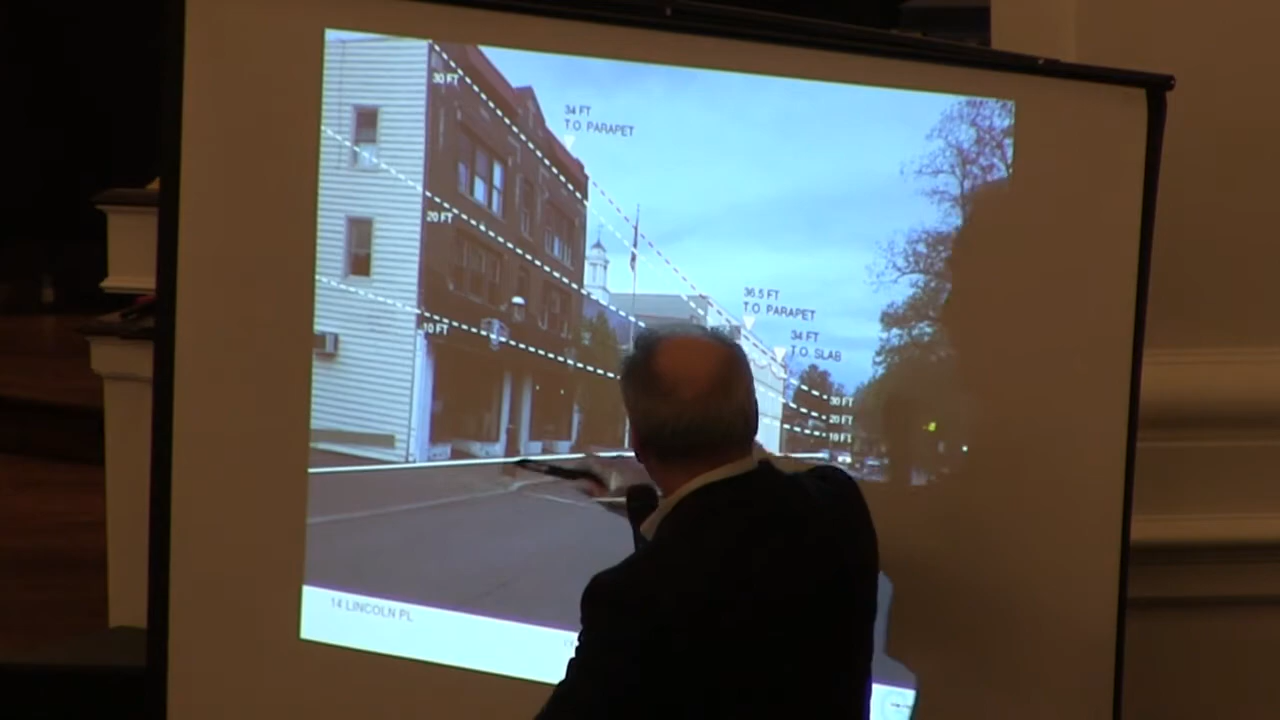 30 FT
34 FT
T.O. PARAPET
20 FT
36.5 FT
T.O. PARAPET
10 FT
34 FT
T.O. SLAB
30 FT
20 FT
10 FT
14 LINCOLN PL